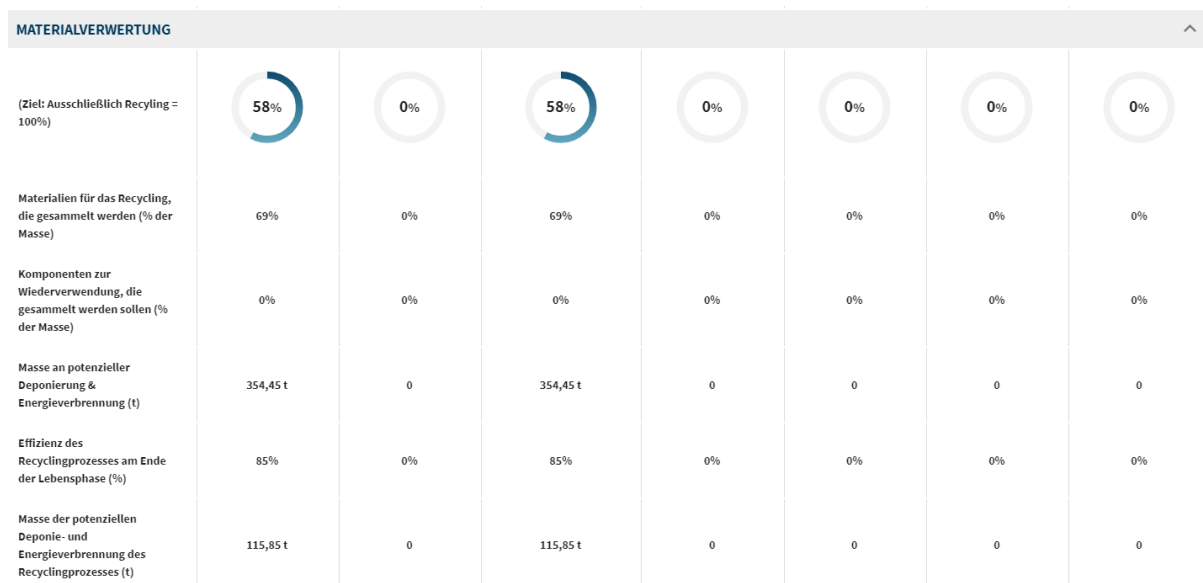 MATERIALVERWERTUNG
(Ziel: Ausschließlich Recyling =
100%)
58% 0% 58% 0% 0% 0% 0%
Materialien für das Recycling,
die gesammelt werden (% der
Masse)
69% 0% 69% 0% 0% 0% 0%
Komponenten zur
Wiederverwendung, die
gesammelt werden sollen (%
der Masse)
0% 0% 0% 0% 0% 0% 0%
Masse an potenzieller
Deponierung &
Energieverbrennung (t)
354,45 t 0 354,45 t 0 0 0 0
Effizienz des
Recyclingprozesses am Ende
der Lebensphase (%)
85% 0% 85% 0% 0% 0% 0%
Masse der potenziellen
Deponie- und
Energieverbrennung des
Recyclingprozesses (t)
115,85 t 0 115,85 t 0 0 0 0